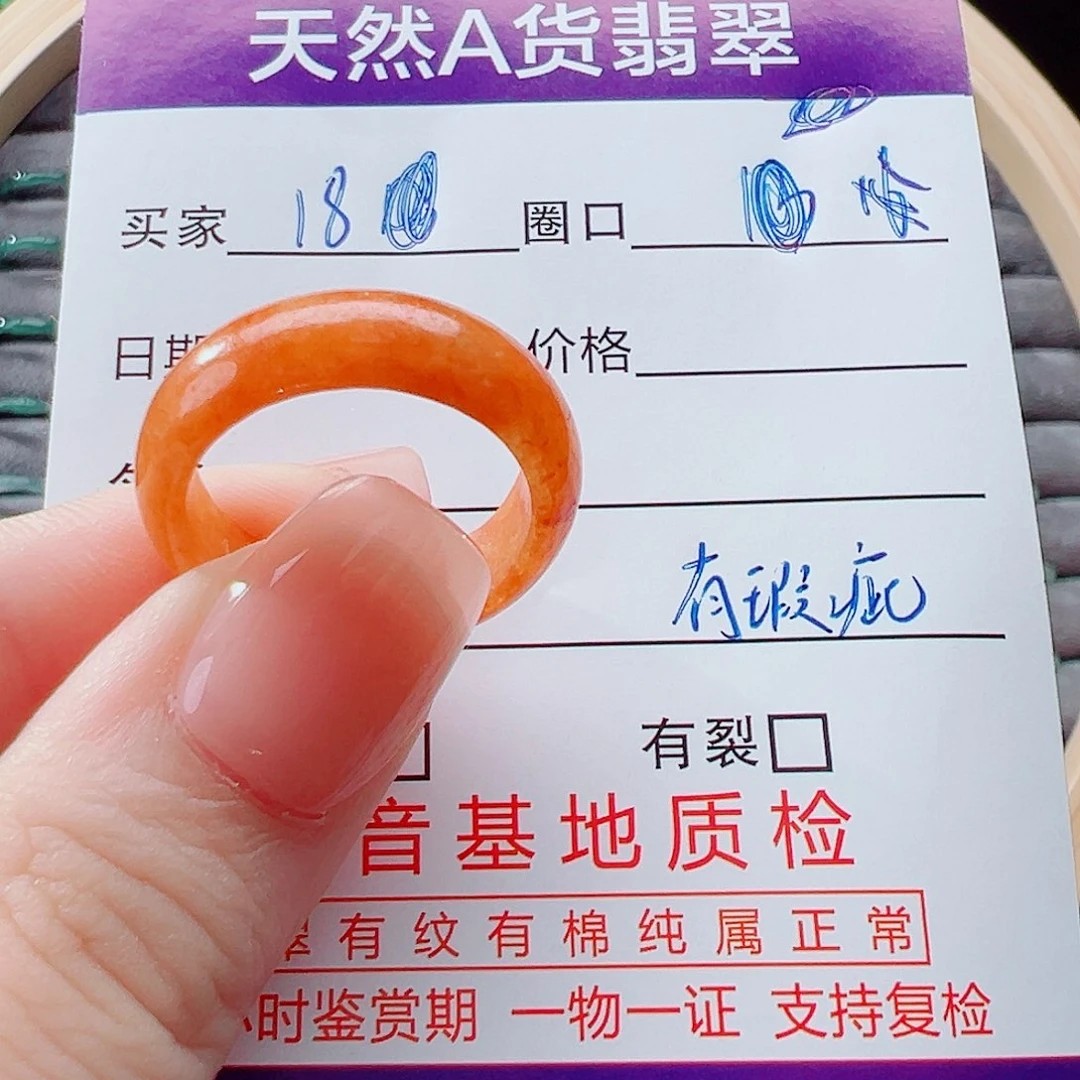 天然A货翡翠
买家 18 圈口
日期 价格
有瑕疵
有裂
音基地质检
翠有纹有棉纯属正常
小时鉴赏期 一物一证 支持复检